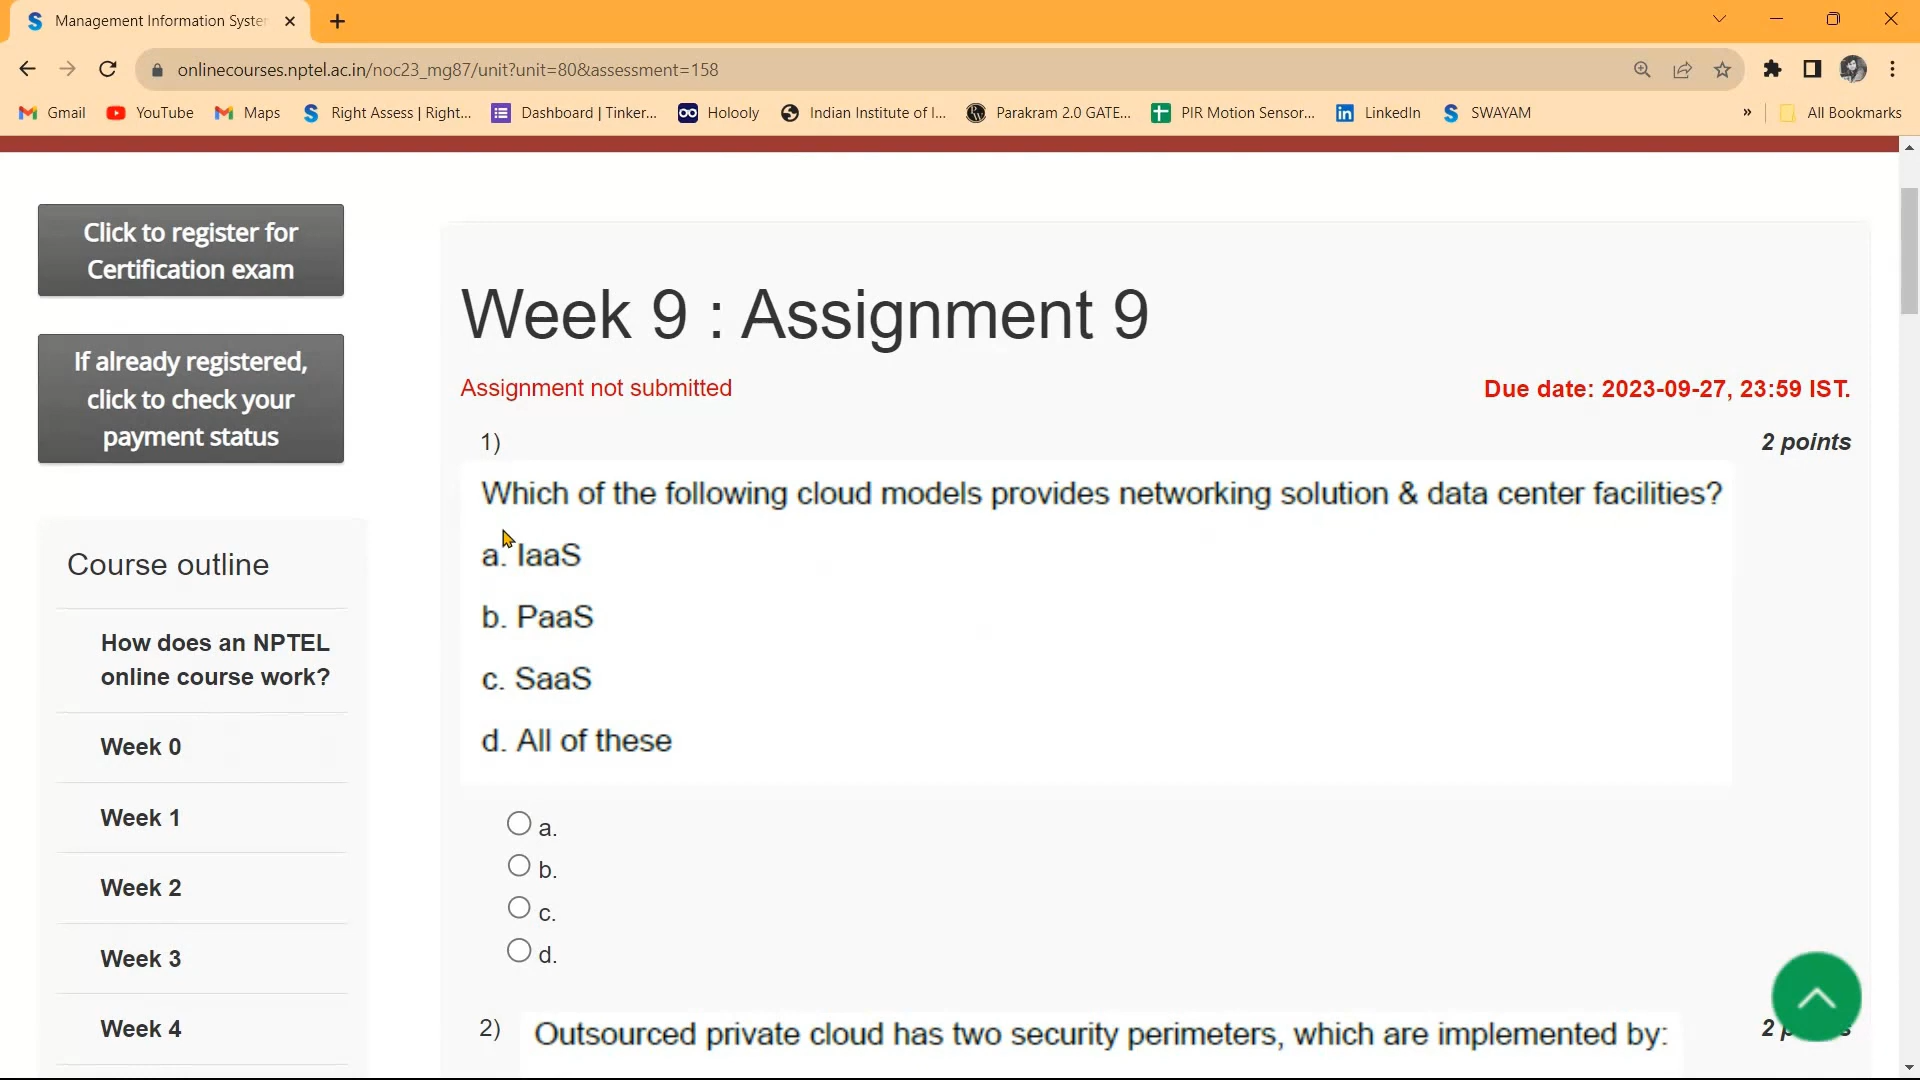 Management Information Syste
onlinecourses.nptel.ac.in/noc23_mg87/unit?unit=80&assessment=158
Gmail YouTube Maps Right Assess | Right... Dashboard | Tinker... Holooly Indian Institute of I... Parakram 2.0 GATE... PIR Motion Sensor... LinkedIn SWAYAM » All Bookmarks
Click to register for
Certification exam
If already registered,
click to check your
payment status
Course outline
How does an NPTEL
online course work?
Week 0
Week 1
Week 2
Week 3
Week 4
Week 9 : Assignment 9
Assignment not submitted
Due date: 2023-09-27, 23:59 IST.
1)
2 points
Which of the following cloud models provides networking solution & data center facilities?
a. IaaS
b. PaaS
c. SaaS
d. All of these
a.
b.
c.
d.
2) Outsourced private cloud has two security perimeters, which are implemented by:
2